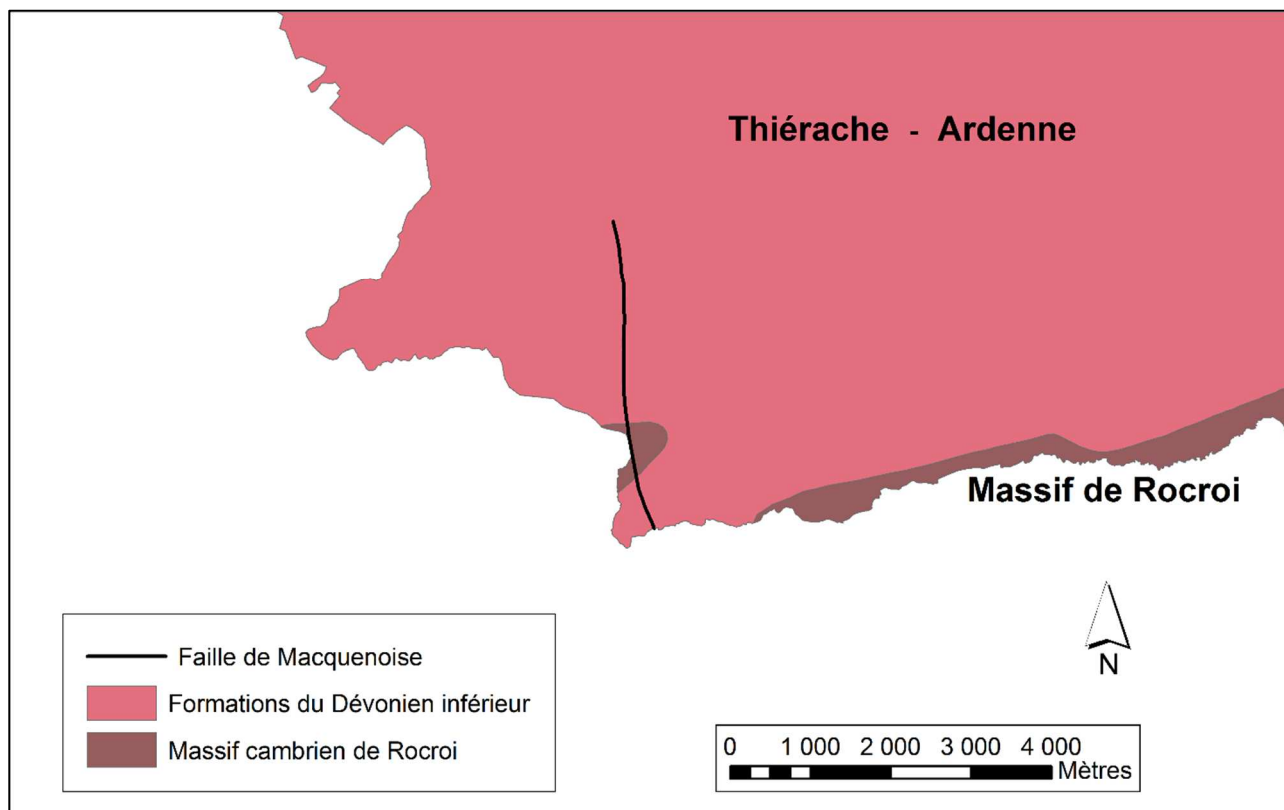 Thiérache - Ardenne
Massif de Rocroi
N
Faille de Macquenoise
Formations du Dévonien inférieur
Massif cambrien de Rocroi
0 1 000 2 000 3 000 4 000
Mètres